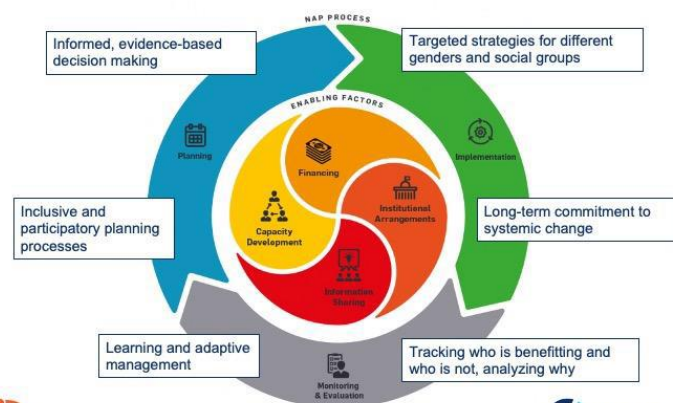 NAP PROCESS
Informed, evidence-based
decision making
Targeted strategies for different
genders and social groups
ENABLING FACTORS
Planning
Financing
Implementation
Institutional
Arrangements
Capacity
Development
Inclusive and
participatory planning
processes
Long-term commitment to
systemic change
Information
Sharing
Learning and adaptive
management
Tracking who is benefitting and
who is not, analyzing why
Monitoring
& Evaluation